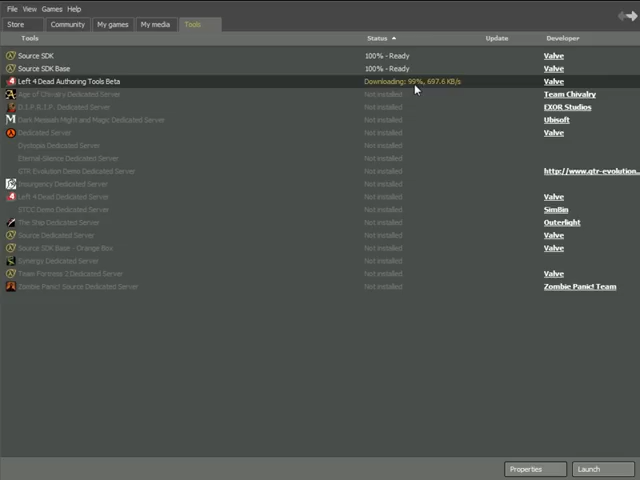 File View Games Help
Store Community My games My media Tools
Tools Status Update Developer
Source SDK 100% - Ready Valve
Source SDK Base 100% - Ready Valve
Left 4 Dead Authoring Tools Beta Downloading: 99%, 697.6 KB/s Valve
Age of Chivalry Dedicated Server Not installed Team Chivalry
D.I.P.R.I.P. Dedicated Server Not installed EXOR Studios
Dark Messiah Might and Magic Dedicated Server Not installed Ubisoft
Dedicated Server Not installed Valve
Dystopia Dedicated Server Not installed
Eternal-Silence Dedicated Server Not installed
GTR Evolution Demo Dedicated Server Not installed http://www.gtr-evolution...
Insurgency Dedicated Server Not installed
Left 4 Dead Dedicated Server Not installed Valve
STCC Demo Dedicated Server Not installed SimBin
The Ship Dedicated Server Not installed Outerlight
Source Dedicated Server Not installed Valve
Source SDK Base - Orange Box Not installed Valve
Synergy Dedicated Server Not installed
Team Fortress 2 Dedicated Server Not installed Valve
Zombie Panic! Source Dedicated Server Not installed Zombie Panic! Team
Properties Launch